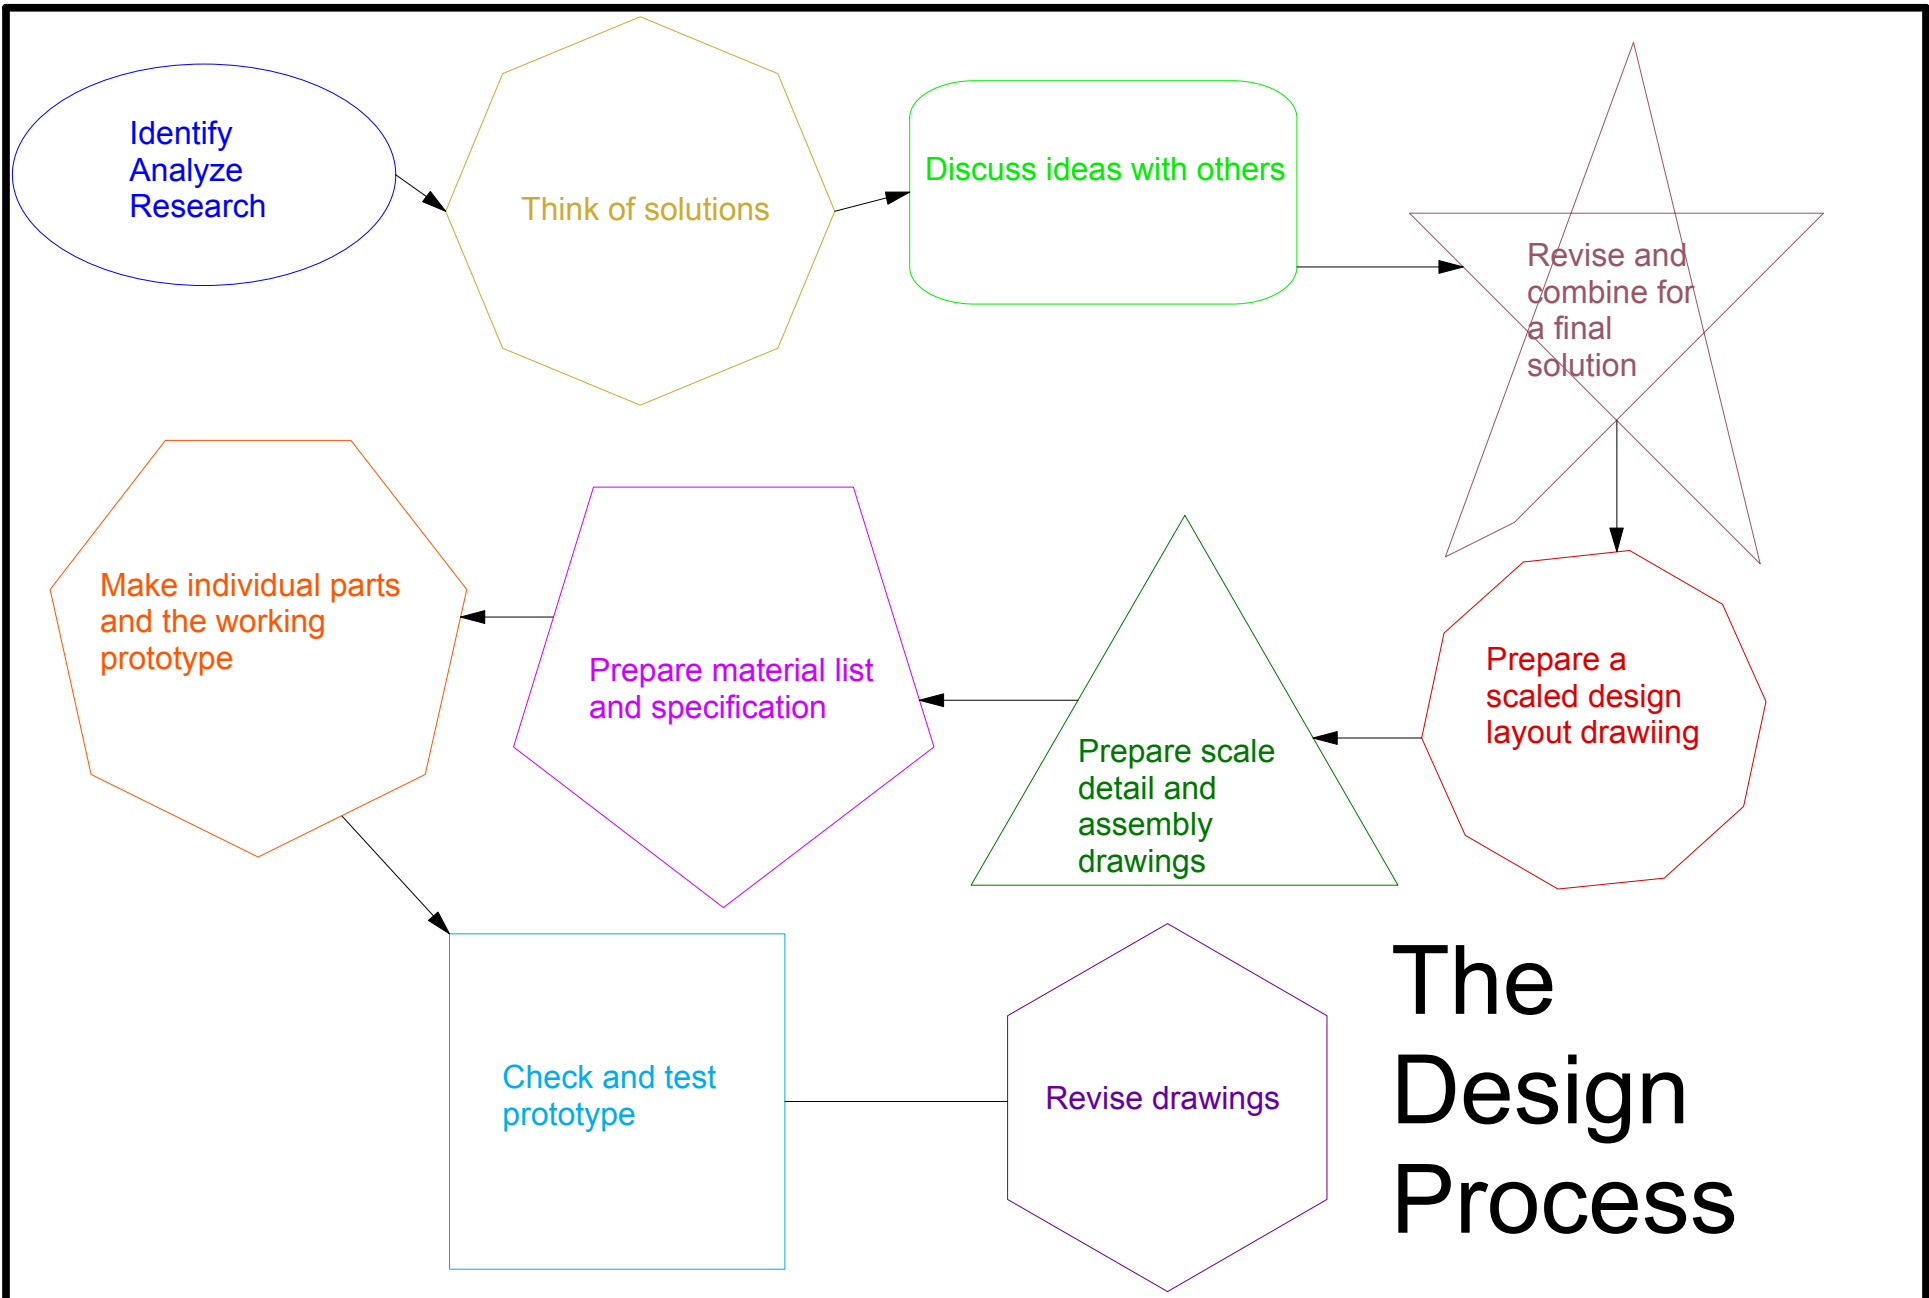 Identify
Analyze
Research
Think of solutions
Discuss ideas with others
Revise and
combine for
a final
solution
Prepare a
scaled design
layout drawiing
Prepare scale
detail and
assembly
drawings
Prepare material list
and specification
Make individual parts
and the working
prototype
Check and test
prototype
Revise drawings
The
Design
Process